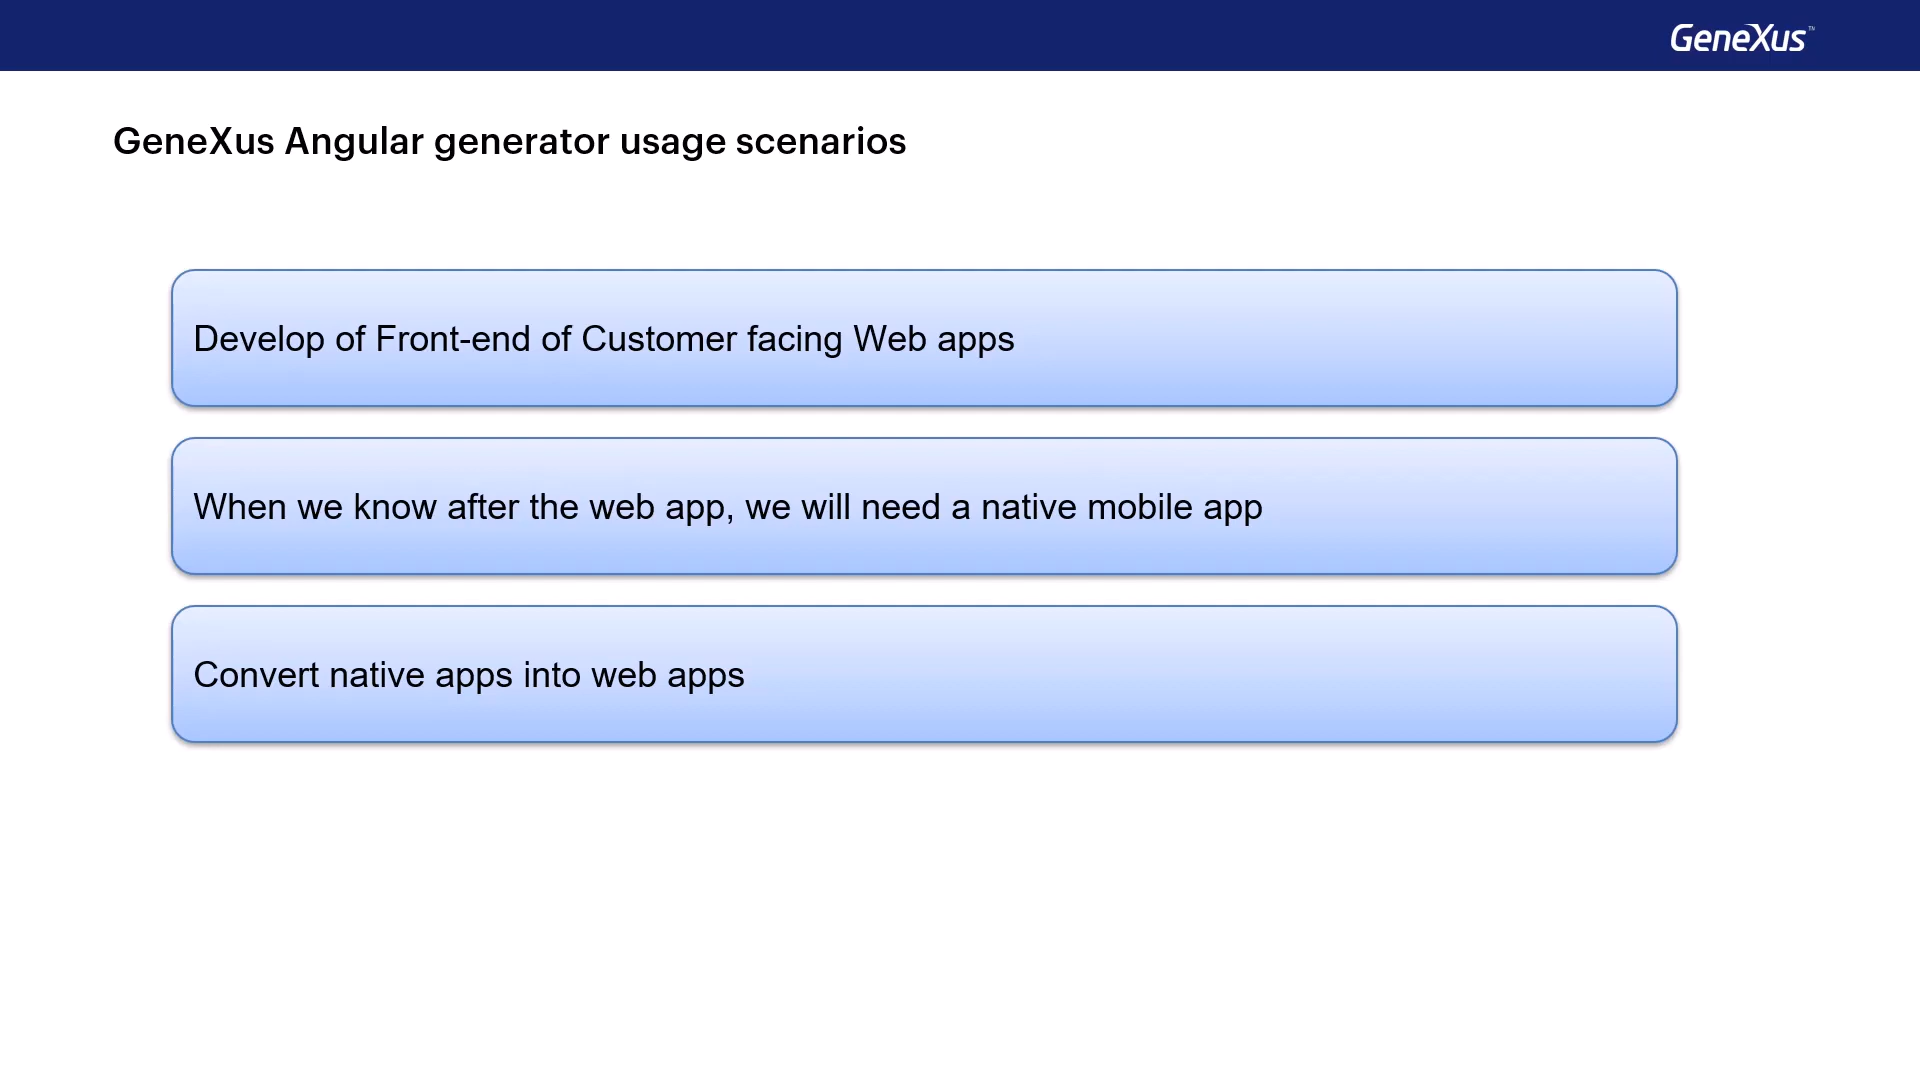 GeneXus™
GeneXus Angular generator usage scenarios
Develop of Front-end of Customer facing Web apps
When we know after the web app, we will need a native mobile app
Convert native apps into web apps